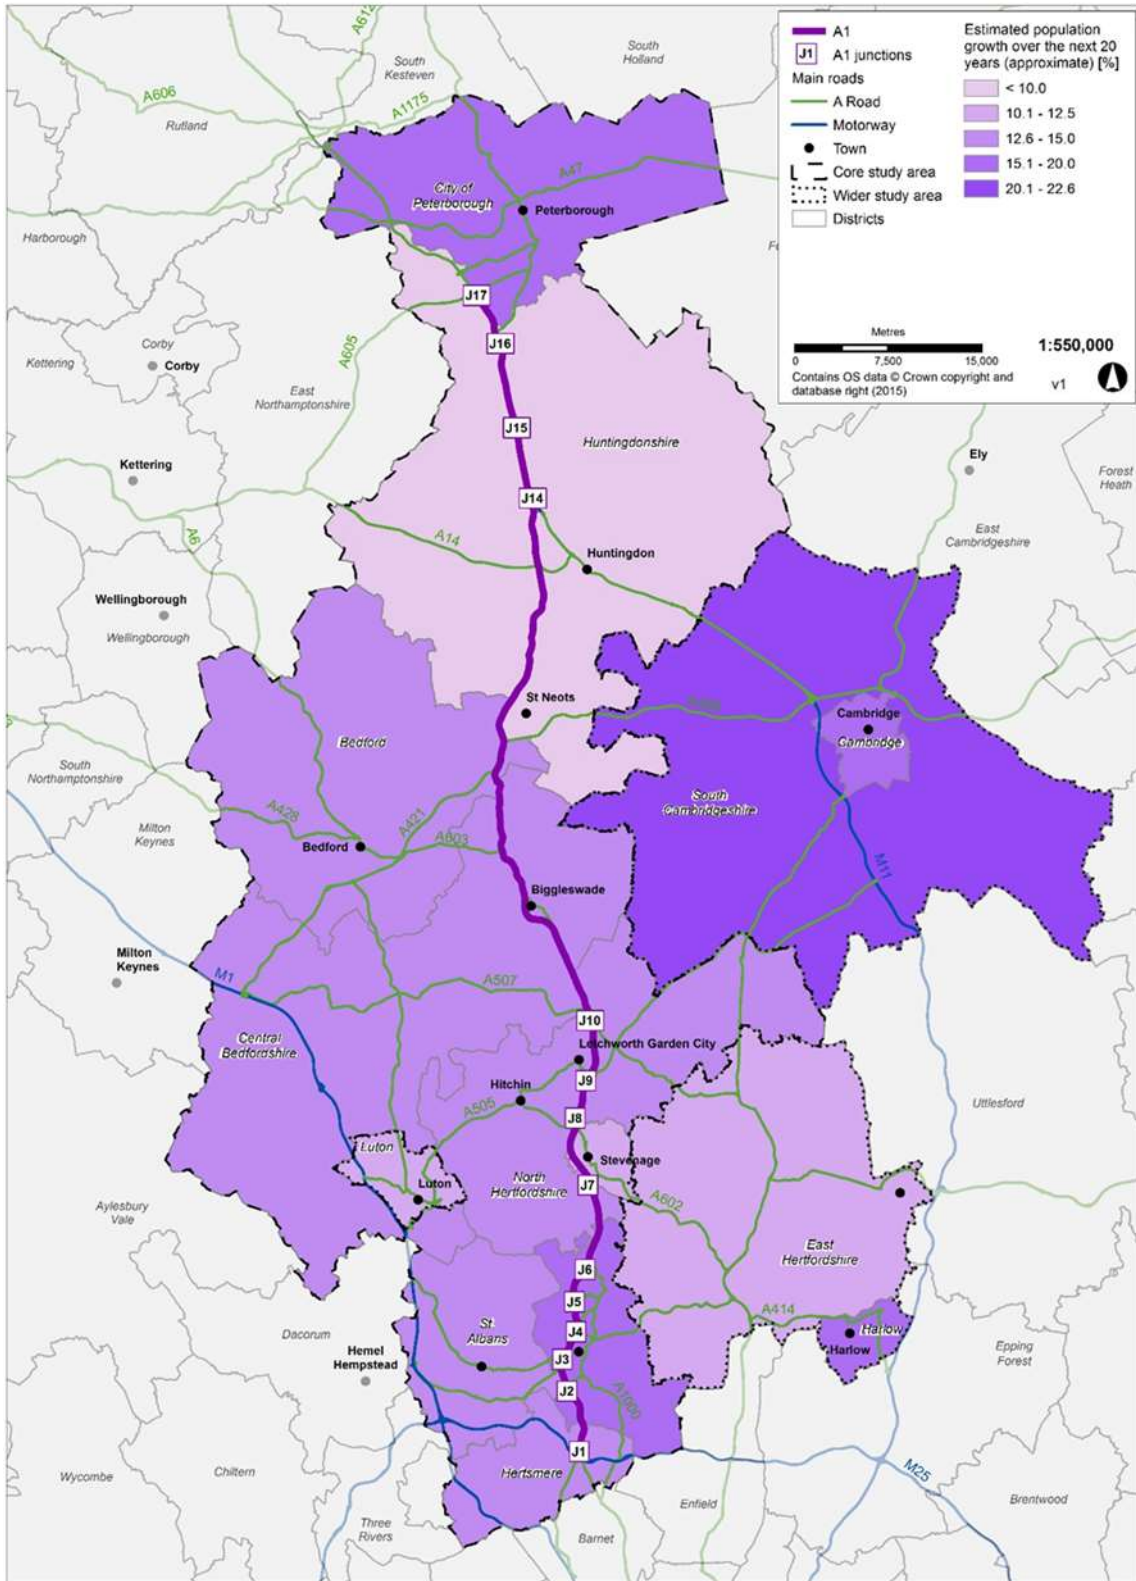 A1
J1
A1 junctions
Main roads
A Road
Motorway
Town
Core study area
Wider study area
Districts
Estimated population
growth over the next 20
years (approximate) [%]
< 10.0
10.1 - 12.5
12.6 - 15.0
15.1 - 20.0
20.1 - 22.6
Metres
0 7,500 15,000
1:550,000
Contains OS data © Crown copyright and
database right (2015)
v1
A612
South
Kesteven
South
Holland
A606
A1175
Rutland
City of
Peterborough
A47
Peterborough
Harborough
J17
J16
A605
Corby
Corby
Kettering
East
Northamptonshire
J15
Huntingdonshire
Kettering
Ely
Forest
Heath
J14
A6
A14
East
Cambridgeshire
Huntingdon
Wellingborough
Wellingborough
St Neots
Cambridge
Cambridge
Bedford
South
Northamptonshire
South
Cambridgeshire
A428
A421
A603
Milton
Keynes
Bedford
M11
Biggleswade
Milton
Keynes
M1
A507
J10
Central
Bedfordshire
Letchworth Garden City
J9
Hitchin
A505
J8
Uttlesford
Luton
Stevenage
North
Hertfordshire
J7
Luton
A602
Aylesbury
Vale
East
Hertfordshire
J6
J5
A414
St.
Albans
J4
Harlow
Harlow
Dacorum
Hemel
Hempstead
J3
Epping
Forest
J2
A1000
J1
Hertsmere
M25
Wycombe
Chiltern
Enfield
Brentwood
Three
Rivers
Barnet